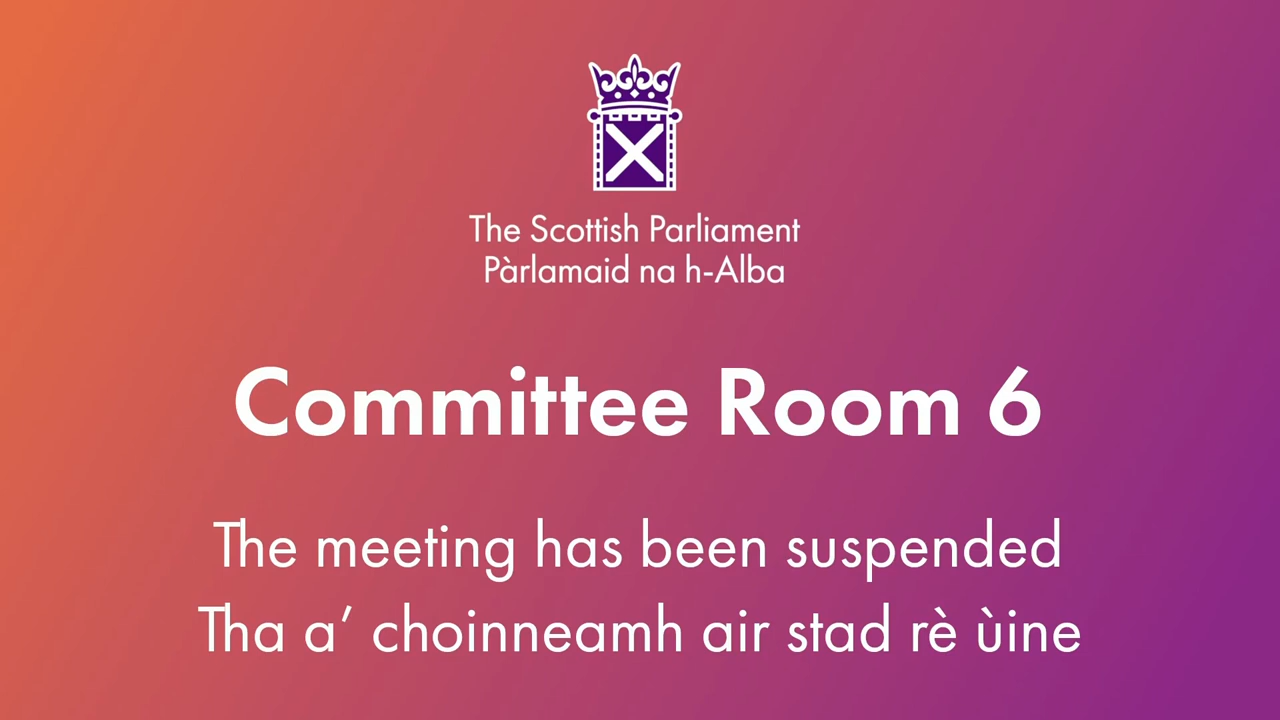 The Scottish Parliament
Pàrlamaid na h-Alba
Committee Room 6
The meeting has been suspended
Tha a’ choinneamh air stad rè ùine